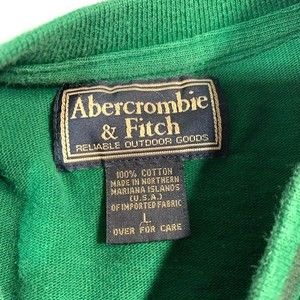 Abercrombie
& Fitch
RELIABLE OUTDOOR GOODS
100% COTTON
MADE IN NORTHERN
MARIANA ISLANDS
(U.S.A.)
OF IMPORTED FABRIC
L
OVER FOR CARE